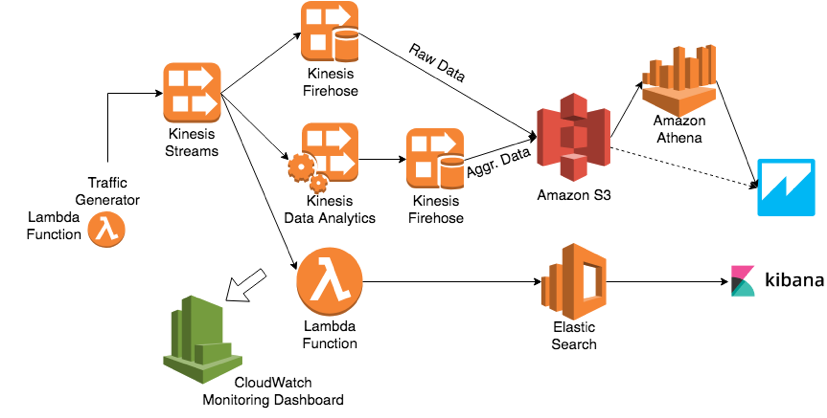 Kinesis
Firehose
Raw Data
Kinesis
Streams
Amazon
Athena
Traffic
Generator
Lambda
Function
λ
Kinesis
Data Analytics
Kinesis
Firehose
Aggr. Data
Amazon S3
λ
Lambda
Function
Elastic
Search
kibana
CloudWatch
Monitoring Dashboard